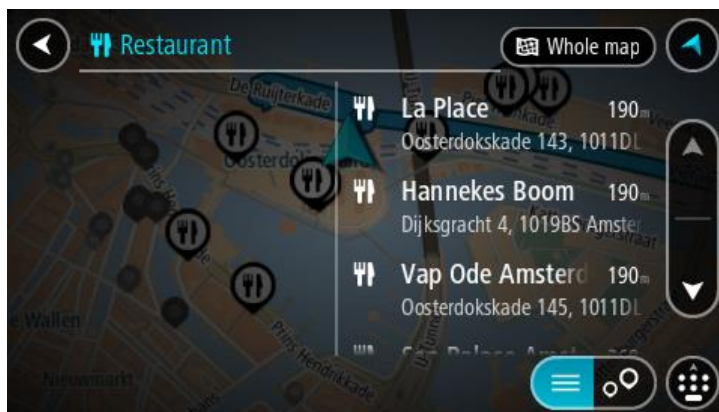 Restaurant
Whole map
De Ruijterkade
La Place 190m
Oosterdokskade 143, 1011DL
Hannekes Boom 190m
Dijksgracht 4, 1019BS Amster
Vap Ode Amsterd 190m
Oosterdokskade 145, 1011DL
Prins Hendrikkade
Nieuwmarkt
e Wallen